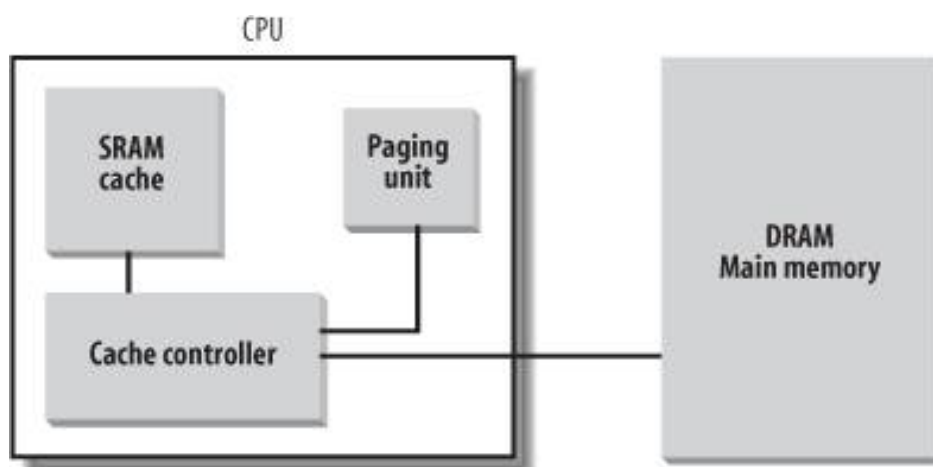 CPU
SRAM
cache
Paging
unit
DRAM
Main memory
Cache controller